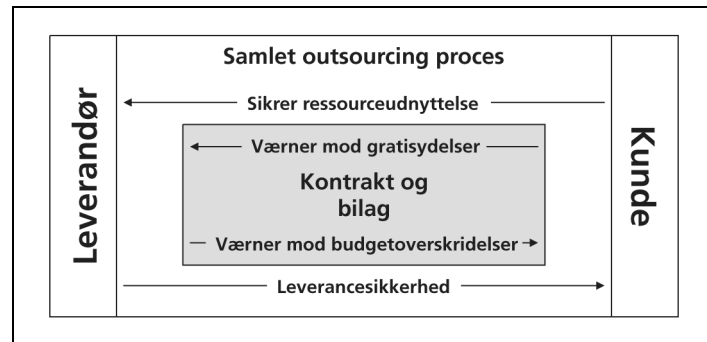 Samlet outsourcing proces
Leverandør
Sikrer ressourceudnyttelse
Værner mod gratisydelser
Kontrakt og
bilag
Værner mod budgetoverskridelser
Leverancesikkerhed
Kunde